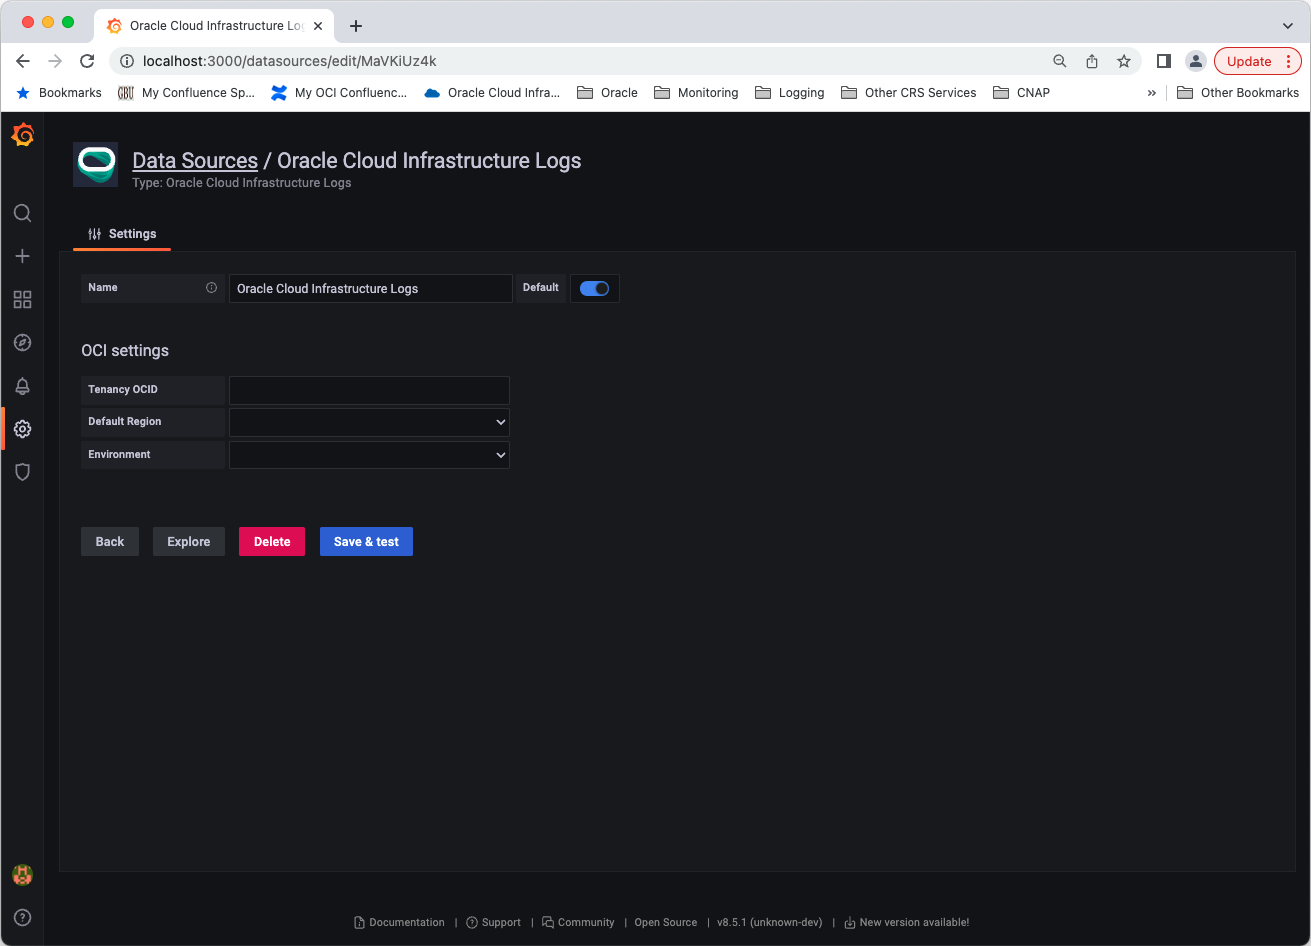 Oracle Cloud Infrastructure Lo
localhost:3000/datasources/edit/MaVKiUz4k
Update
Bookmarks
GBT My Confluence Sp...
My OCI Confluenc...
Oracle Cloud Infra...
Oracle
Monitoring
Logging
Other CRS Services
CNAP
»
Other Bookmarks
Data Sources / Oracle Cloud Infrastructure Logs
Type: Oracle Cloud Infrastructure Logs
Settings
Name Oracle Cloud Infrastructure Logs Default
OCI settings
Tenancy OCID
Default Region
Environment
Back Explore Delete Save & test
Documentation | Support | Community | Open Source | v8.5.1 (unknown-dev) | New version available!